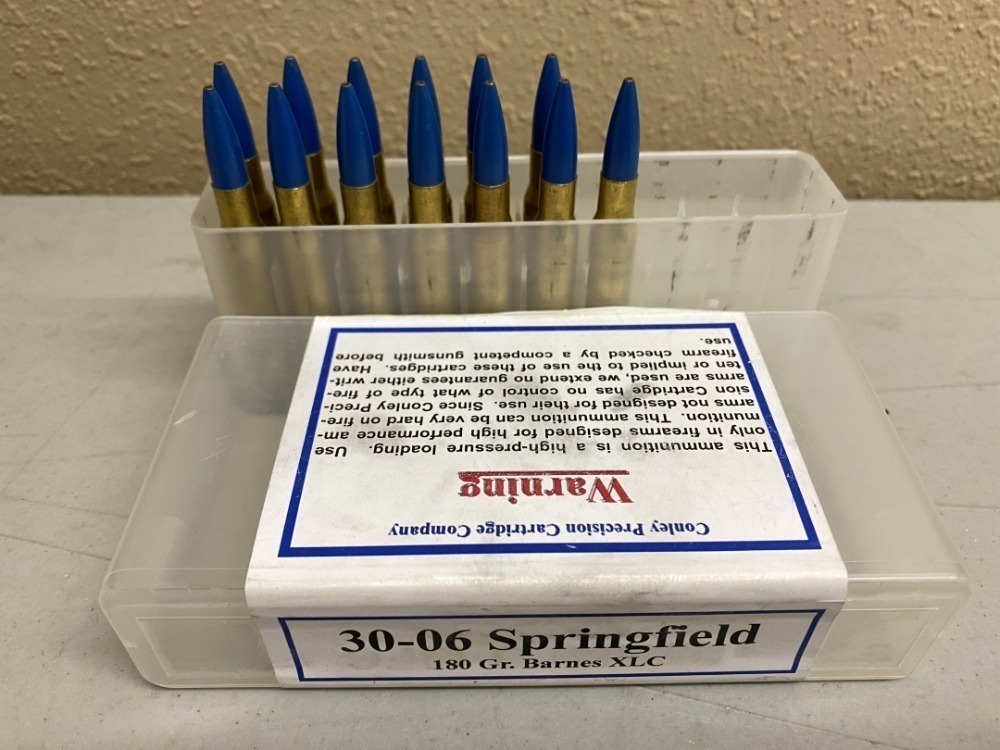 Conley Precision Cartridge Company
Warning
This ammunition is a high-pressure loading. Use
only in firearms designed for high performance am-
munition. This ammunition can be very hard on fire-
arms not designed for their use. Since Conley Preci-
sion Cartridge has no control of what type of fire-
arms are used, we extend no guarantees either writ-
ten or implied to the use of these cartridges. Have
firearm checked by a competent gunsmith before
use.
30-06 Springfield
180 Gr. Barnes XLC